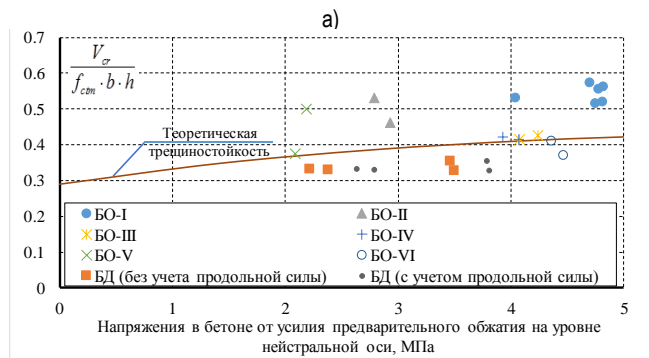 а)
0.7
0.6
0.5
0.4
0.3
0.2
0.1
0
V_cr
f_ctm · b · h
Теоретическая
трещиностойкость
БО-I
БО-II
БО-III
БО-IV
БО-V
БО-VI
БД (без учета продольной силы)
БД (с учетом продольной силы)
0 1 2 3 4 5
Напряжения в бетоне от усилия предварительного обжатия на уровне
нейстральной оси, МПа